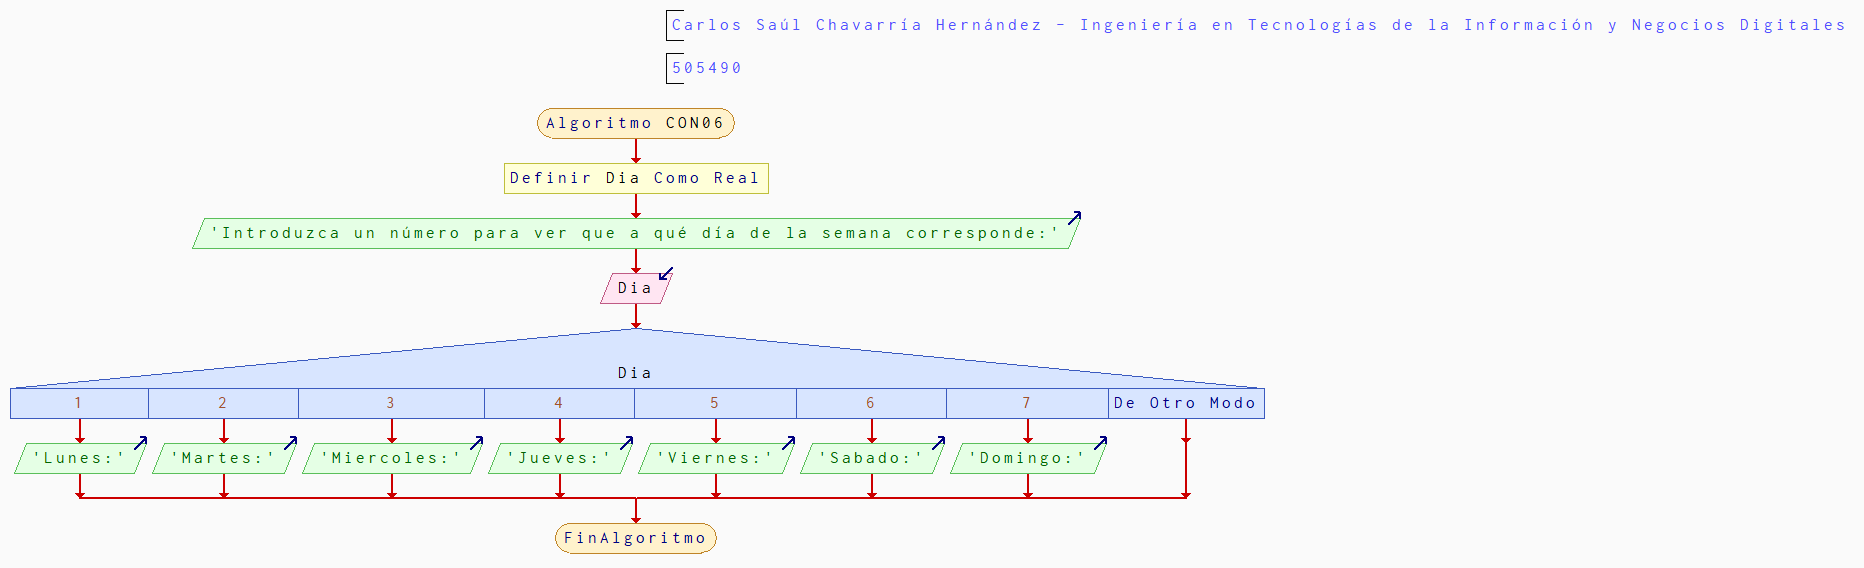 Carlos Saúl Chavarría Hernández – Ingeniería en Tecnologías de la Información y Negocios Digitales
505490
Algoritmo CON06
Definir Dia Como Real
'Introduzca un número para ver que a qué día de la semana corresponde:'
Dia
Dia
1 2 3 4 5 6 7 De Otro Modo
'Lunes:' 'Martes:' 'Miercoles:' 'Jueves:' 'Viernes:' 'Sabado:' 'Domingo:'
FinAlgoritmo